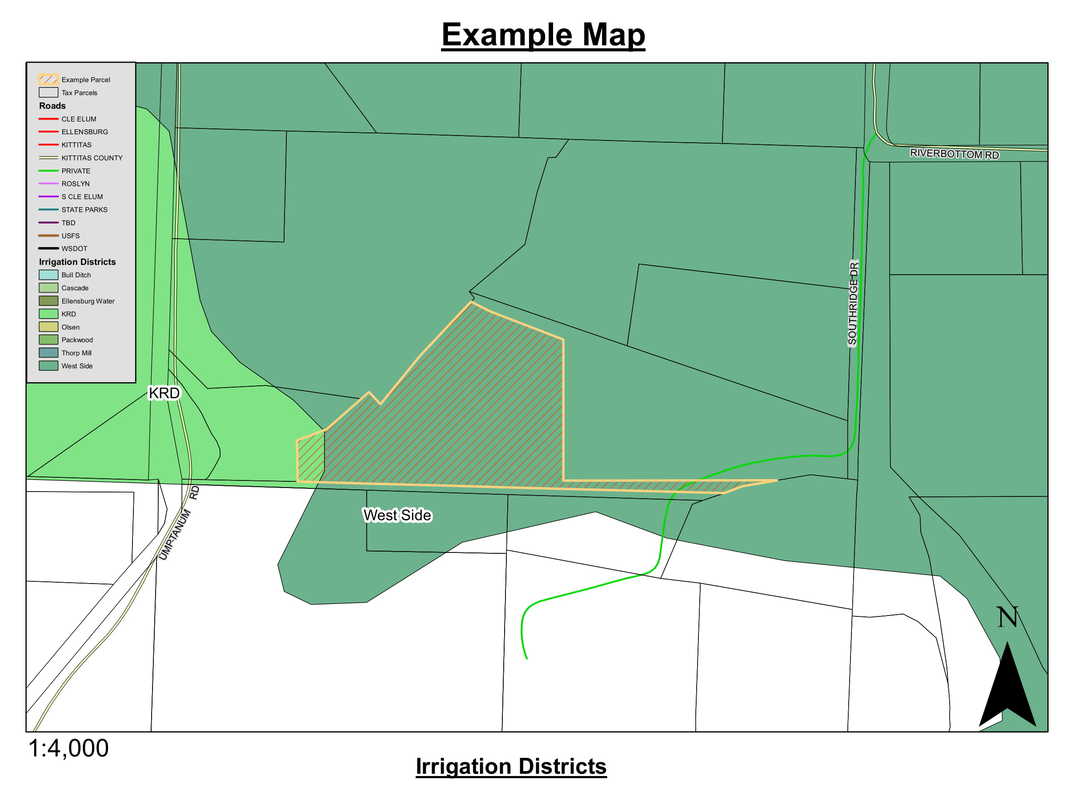 Example Map
Example Parcel
Tax Parcels
Roads
CLE ELUM
ELLENSBURG
KITTITAS
KITTITAS COUNTY
PRIVATE
ROSLYN
S CLE ELUM
STATE PARKS
TBD
USFS
WSDOT
Irrigation Districts
Bull Ditch
Cascade
Ellensburg Water
KRD
Olsen
Packwood
Thorp Mill
West Side
RIVERBOTTOM RD
SOUTHRIDGE DR
KRD
UMPTANUM RD
West Side
N
1:4,000
Irrigation Districts